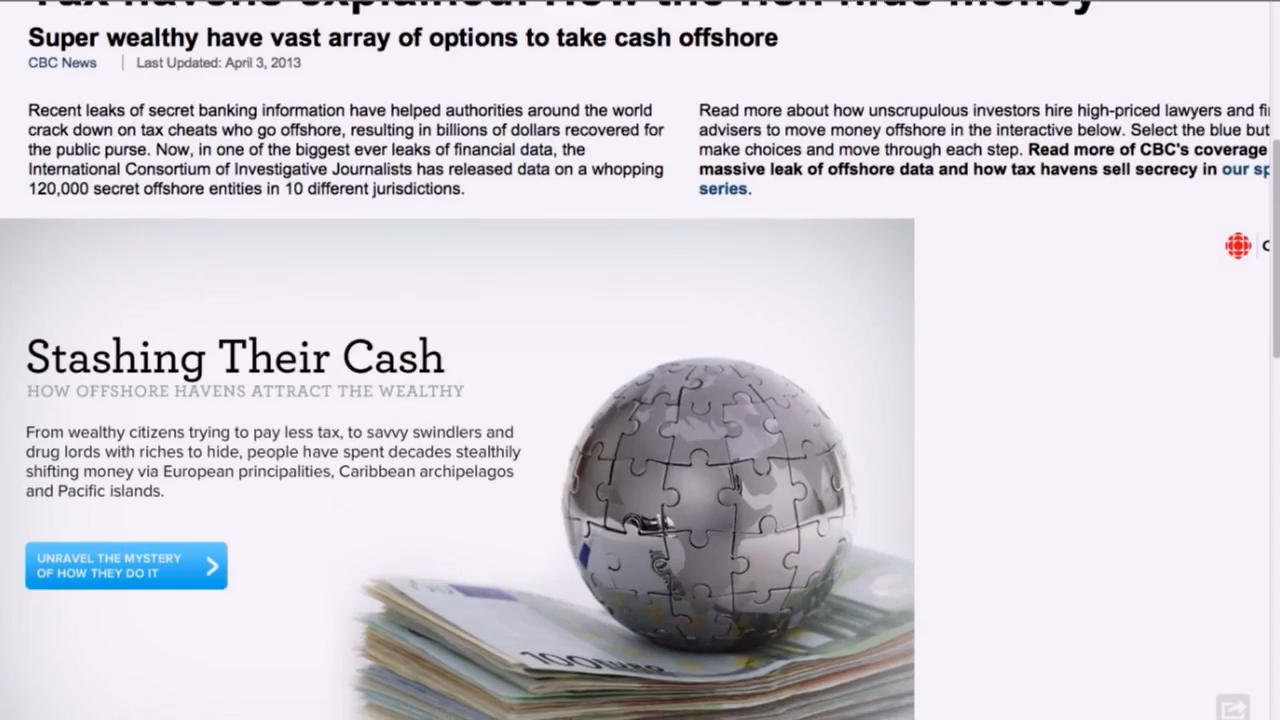 Tax havens explained: How the rich hide money
Super wealthy have vast array of options to take cash offshore
CBC News | Last Updated: April 3, 2013
Recent leaks of secret banking information have helped authorities around the world
crack down on tax cheats who go offshore, resulting in billions of dollars recovered for
the public purse. Now, in one of the biggest ever leaks of financial data, the
International Consortium of Investigative Journalists has released data on a whopping
120,000 secret offshore entities in 10 different jurisdictions.
Read more about how unscrupulous investors hire high-priced lawyers and fi
advisers to move money offshore in the interactive below. Select the blue but
make choices and move through each step. Read more of CBC's coverage
massive leak of offshore data and how tax havens sell secrecy in our sp
series.
Stashing Their Cash
HOW OFFSHORE HAVENS ATTRACT THE WEALTHY
From wealthy citizens trying to pay less tax, to savvy swindlers and
drug lords with riches to hide, people have spent decades stealthily
shifting money via European principalities, Caribbean archipelagos
and Pacific islands.
UNRAVEL THE MYSTERY
OF HOW THEY DO IT
100 EURO